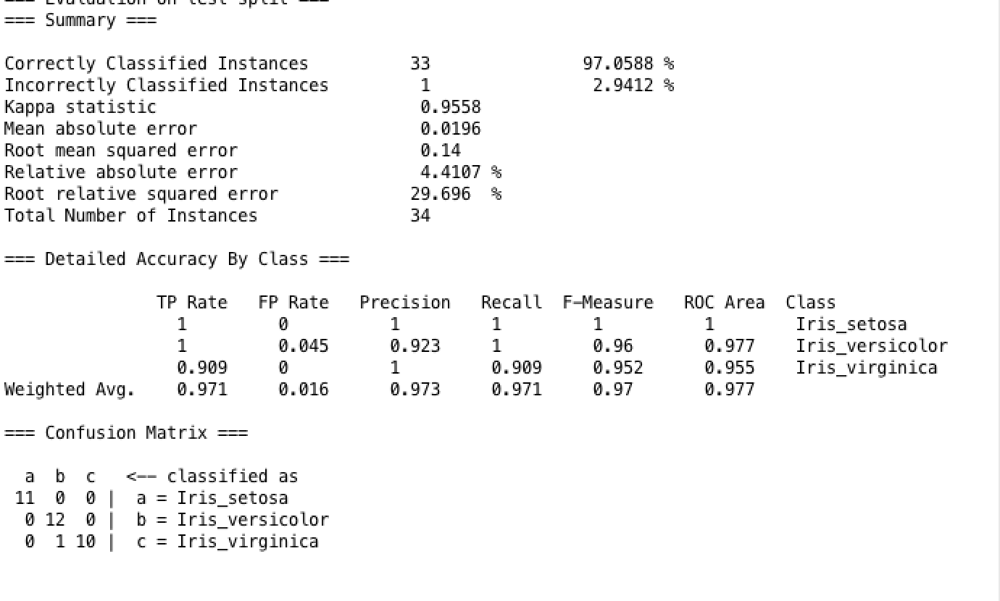 === Evaluation on test split ===
=== Summary ===
Correctly Classified Instances 33 97.0588 %
Incorrectly Classified Instances 1 2.9412 %
Kappa statistic 0.9558
Mean absolute error 0.0196
Root mean squared error 0.14
Relative absolute error 4.4107 %
Root relative squared error 29.696 %
Total Number of Instances 34
=== Detailed Accuracy By Class ===
TP Rate FP Rate Precision Recall F-Measure ROC Area Class
1 0 1 1 1 1 Iris_setosa
1 0.045 0.923 1 0.96 0.977 Iris_versicolor
0.909 0 1 0.909 0.952 0.955 Iris_virginica
Weighted Avg. 0.971 0.016 0.973 0.971 0.97 0.977
=== Confusion Matrix ===
a b c <-- classified as
11 0 0 | a = Iris_setosa
0 12 0 | b = Iris_versicolor
0 1 10 | c = Iris_virginica